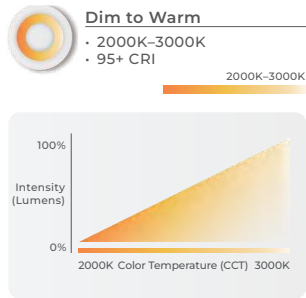 Dim to Warm
• 2000K–3000K
• 95+ CRI
2000K–3000K
100%
Intensity
(Lumens)
0%
2000K Color Temperature (CCT) 3000K